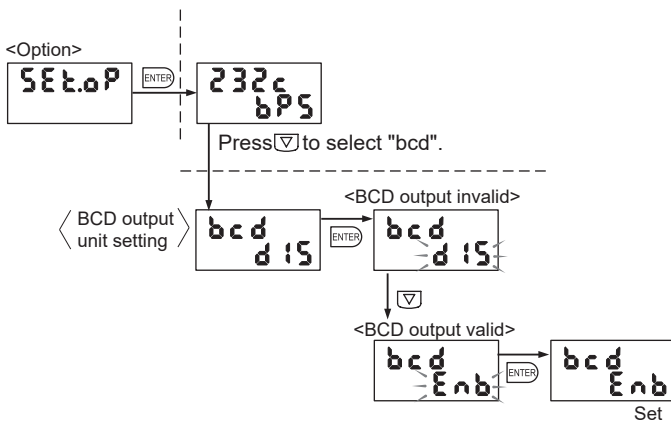 <Option>
SEt.oP
ENTER
232c
bPS
Press ▽ to select "bcd".
BCD output
unit setting
bcd
dIS
ENTER
<BCD output invalid>
bcd
dIS
▽
<BCD output valid>
bcd
Enb
ENTER
bcd
Enb
Set